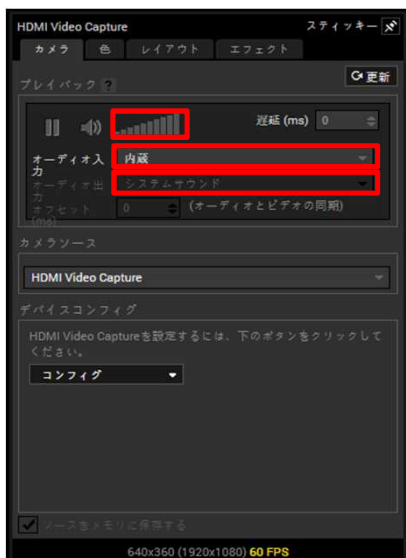 HDMI Video Capture スティッキー
カメラ 色 レイアウト エフェクト
プレイバック ? 更新
遅延 (ms) 0
オーディオ入力 内蔵
オーディオ出力 システムサウンド
オフセット (ms) 0 (オーディオとビデオの同期)
カメラソース
HDMI Video Capture
デバイスコンフィグ
HDMI Video Captureを設定するには、下のボタンをクリックして
ください。
コンフィグ
ソースをメモリに保存する
640x360 (1920x1080) 60 FPS